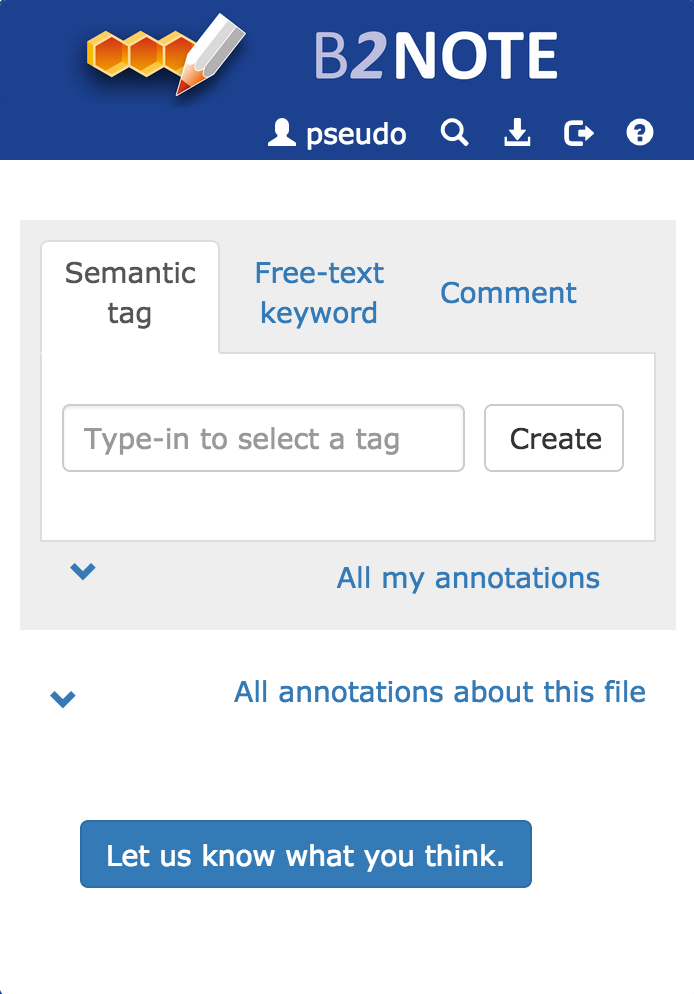 B2NOTE
pseudo
Semantic
tag
Free-text
keyword
Comment
Type-in to select a tag
Create
All my annotations
All annotations about this file
Let us know what you think.